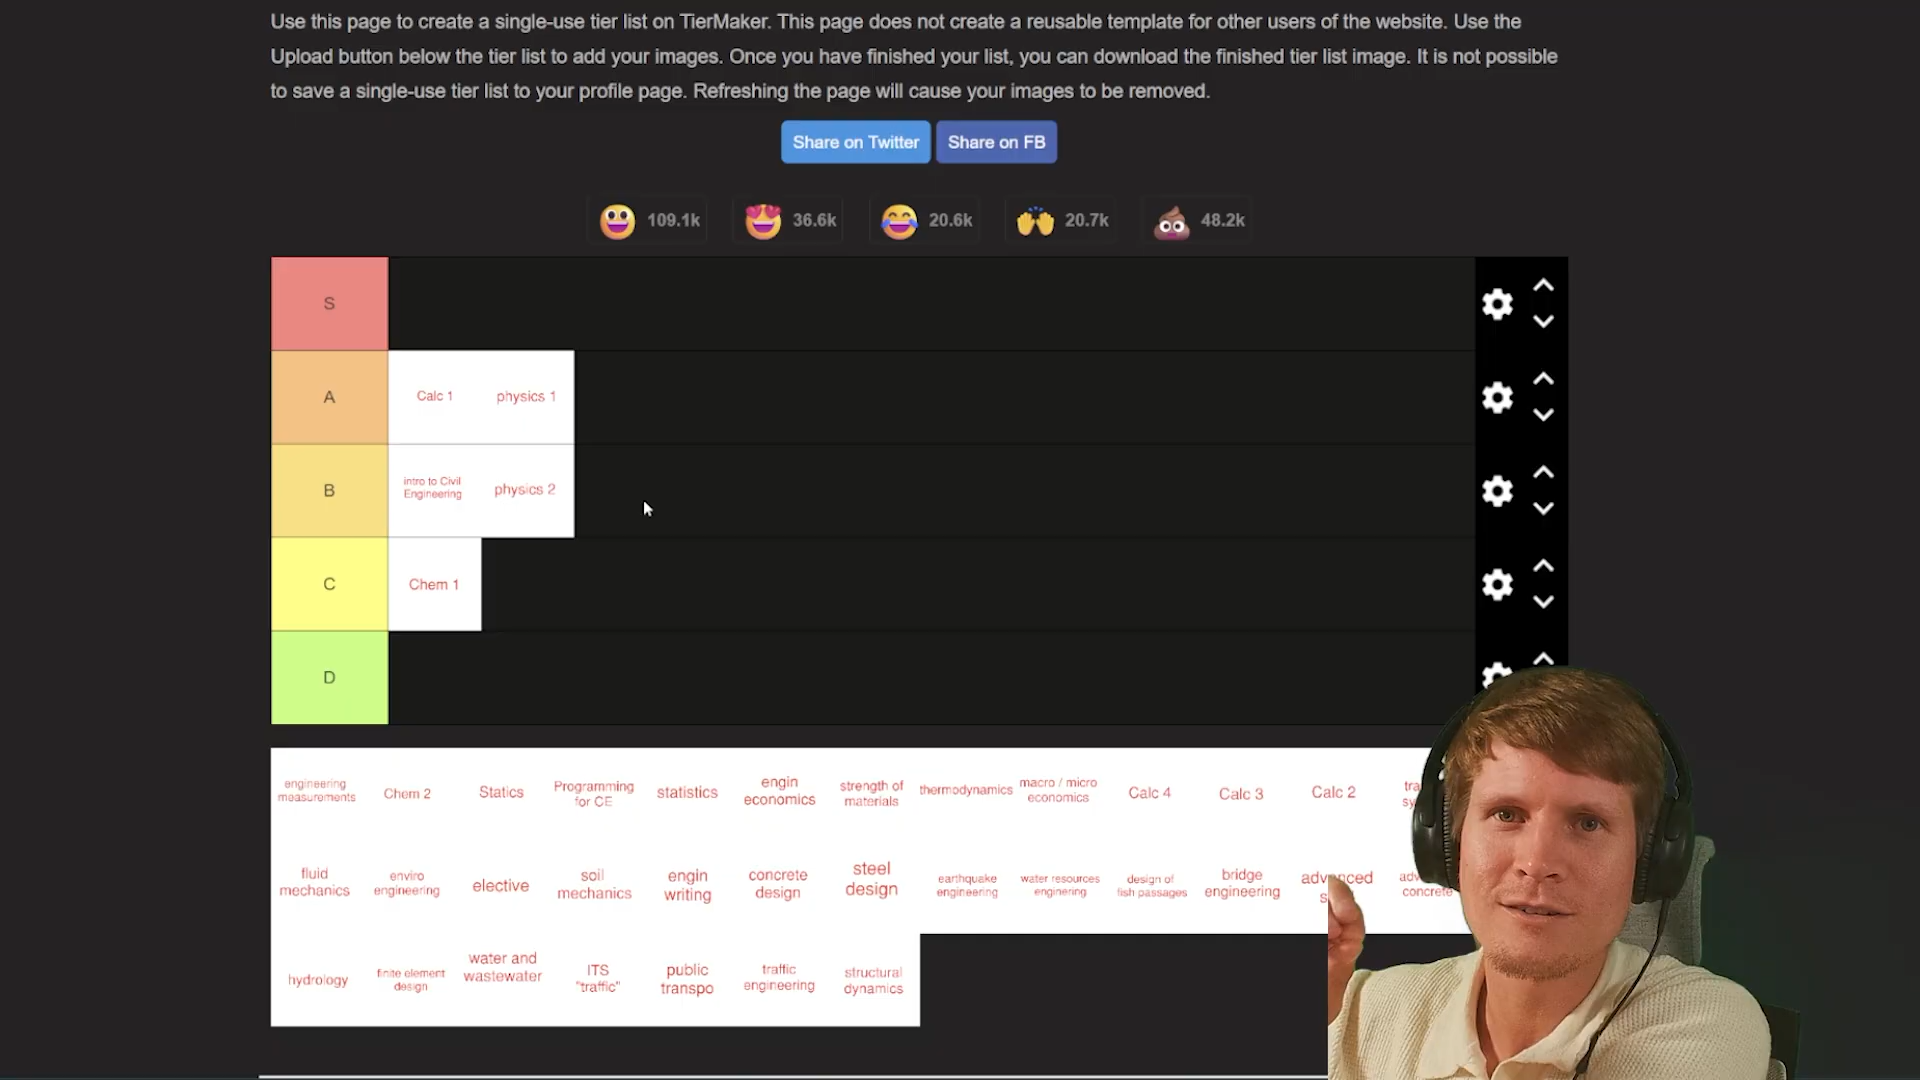 Use this page to create a single-use tier list on TierMaker. This page does not create a reusable template for other users of the website. Use the
Upload button below the tier list to add your images. Once you have finished your list, you can download the finished tier list image. It is not possible
to save a single-use tier list to your profile page. Refreshing the page will cause your images to be removed.
Share on Twitter Share on FB
109.1k 36.6k 20.6k 20.7k 48.2k
S
A
Calc 1 physics 1
B
intro to Civil
Engineering
physics 2
C
Chem 1
D
engineering
measurements
Chem 2
Statics
Programming
for CE
statistics
engin
economics
strength of
materials
thermodynamics
macro / micro
economics
Calc 4
Calc 3
Calc 2
fluid
mechanics
enviro
engineering
elective
soil
mechanics
engin
writing
concrete
design
steel
design
earthquake
engineering
water resources
enginering
design of
fish passages
bridge
engineering
advanced
concrete
hydrology
finite element
design
water and
wastewater
ITS
"traffic"
public
transpo
traffic
engineering
structural
dynamics